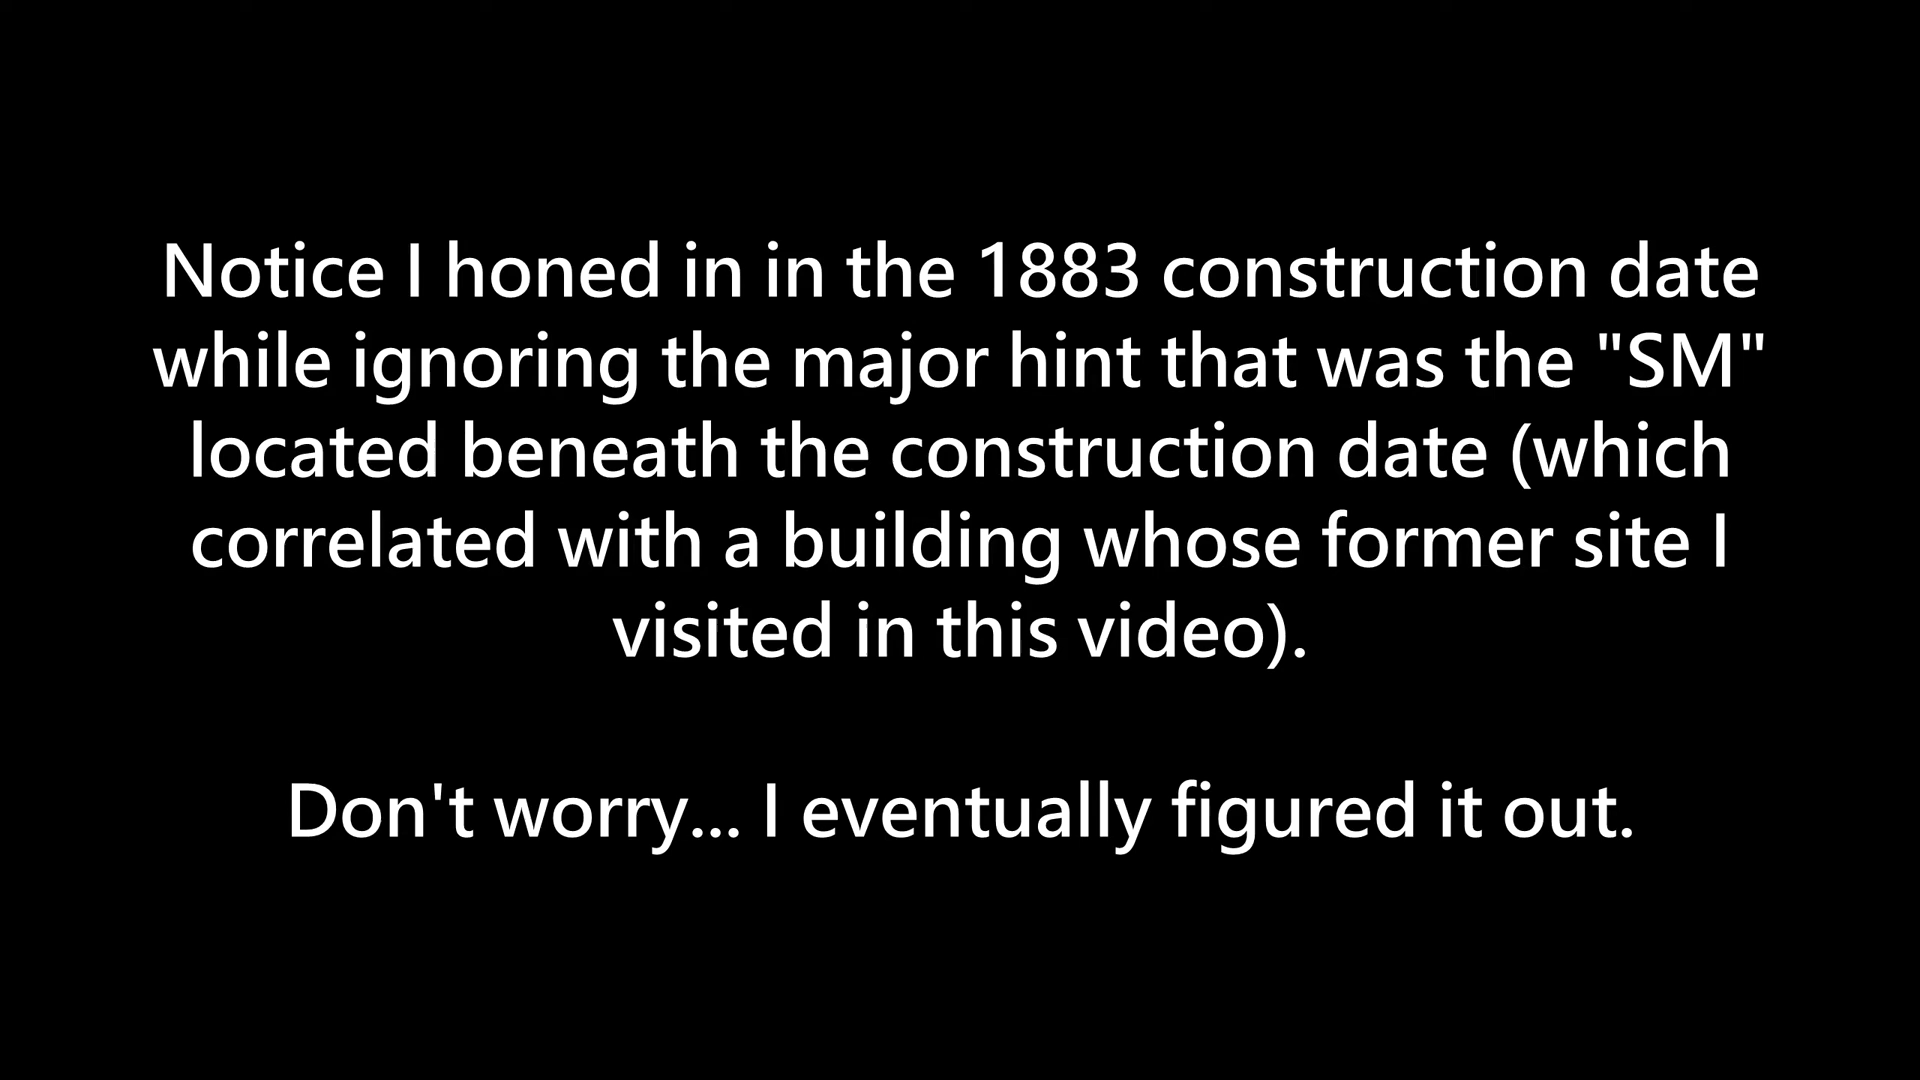 Notice I honed in in the 1883 construction date
while ignoring the major hint that was the "SM"
located beneath the construction date (which
correlated with a building whose former site I
visited in this video).
Don't worry... I eventually figured it out.